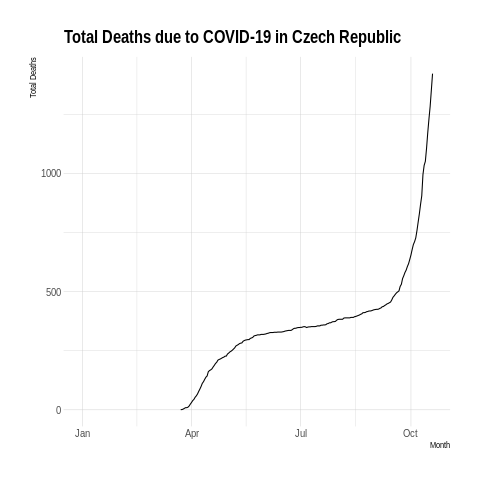 Total Deaths due to COVID-19 in Czech Republic
Total Deaths
1000
500
0
Jan Apr Jul Oct
Month